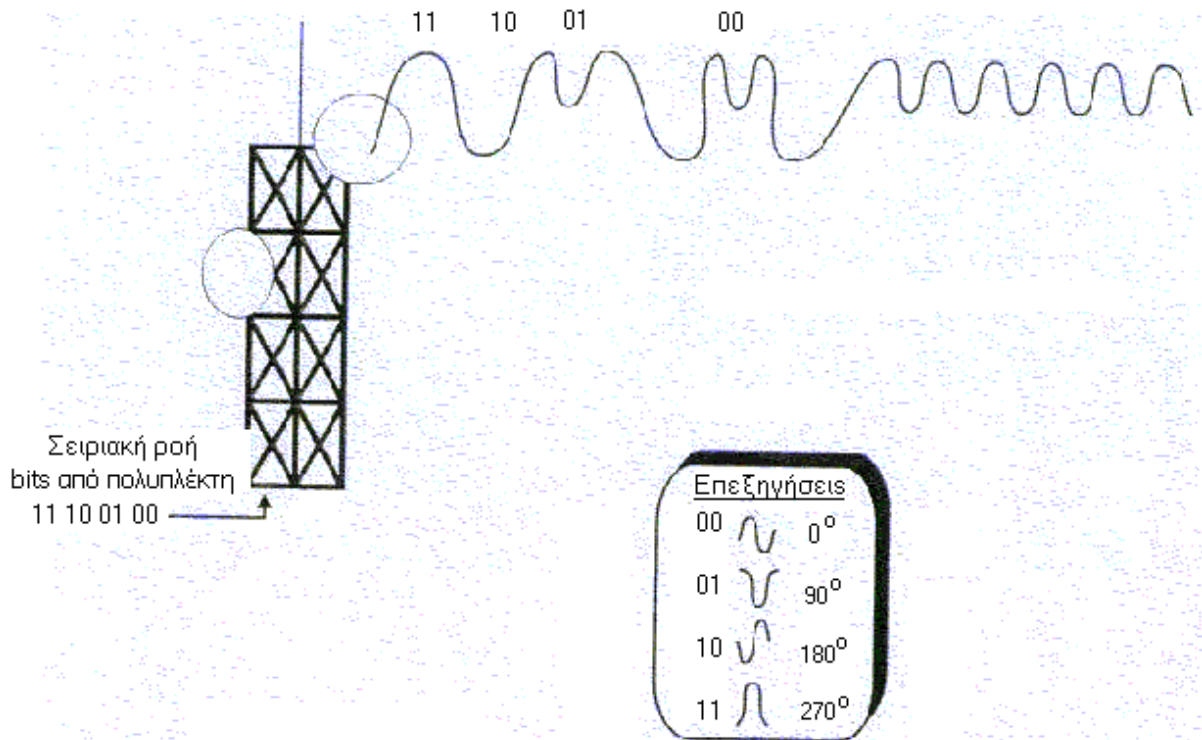 11 10 01 00
Σειριακή ροή
bits από πολυπλέκτη
11 10 01 00
Επεξηγήσεις
00 0°
01 90°
10 180°
11 270°